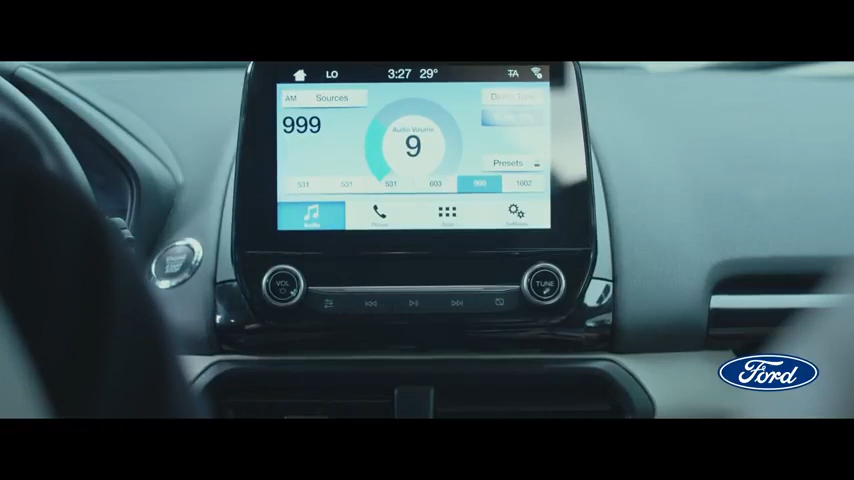 LO 3:27 29° TA
AM Sources
999
Audio Volume
9
Presets
531 531 531 603 999 1602
Audio
VOL
TUNE
Ford